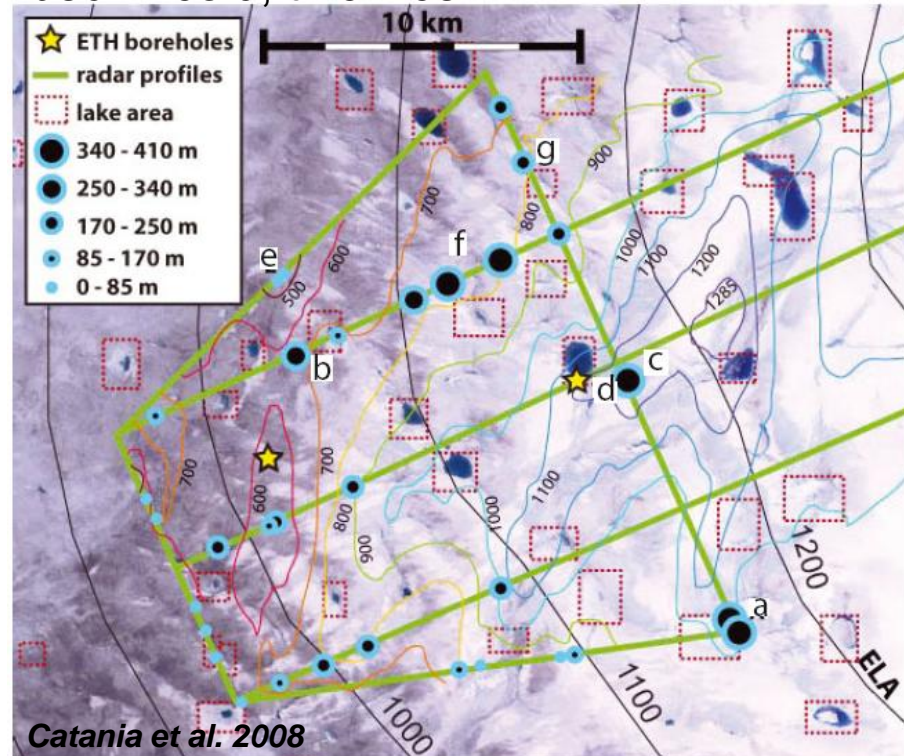 10 km
ETH boreholes
radar profiles
lake area
340 - 410 m
250 - 340 m
170 - 250 m
85 - 170 m
0 - 85 m
g
900
700
800
f
600
1000
1100
1200
e
500
1285
b
c
d
700
700
600
1100
800
1000
900
1200
a
1100
ELA
1000
Catania et al. 2008